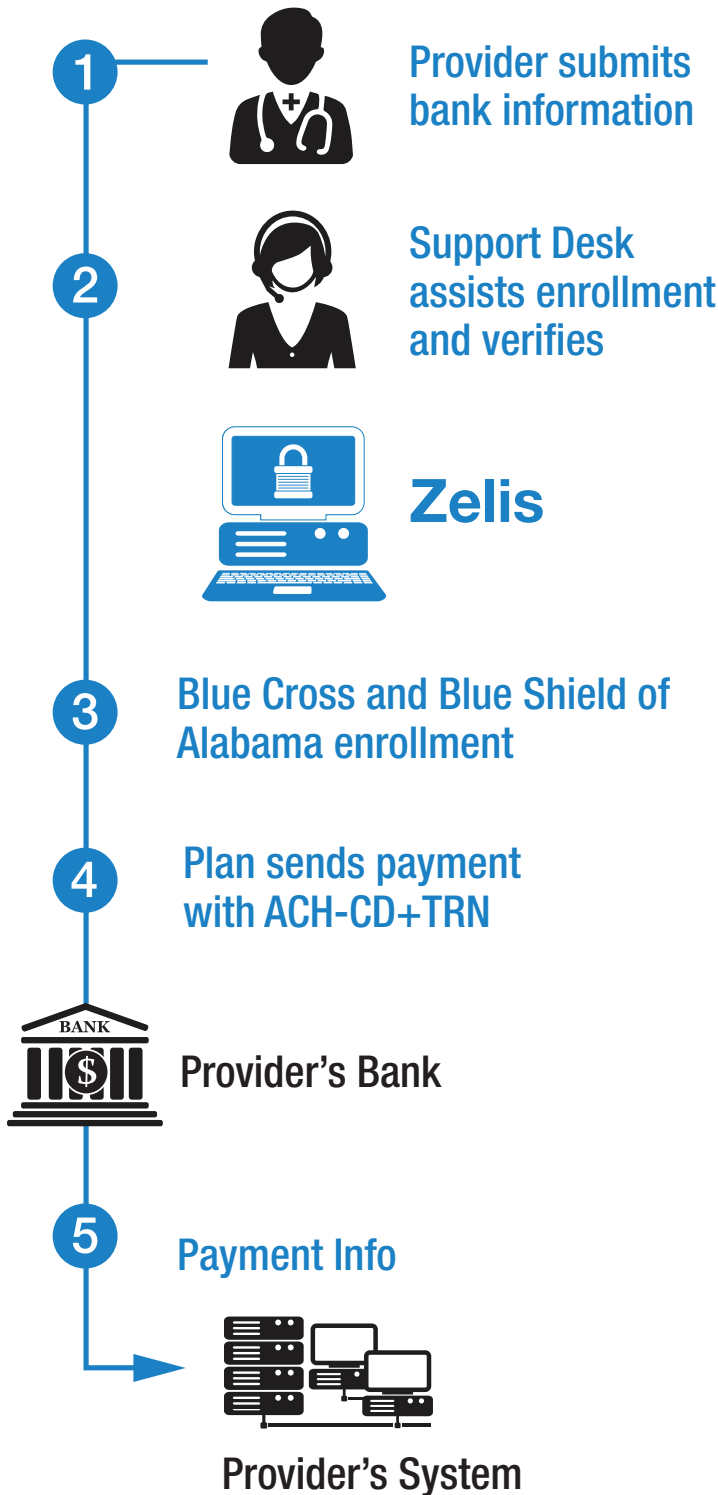 1
Provider submits
bank information
2
Support Desk
assists enrollment
and verifies
Zelis
3
Blue Cross and Blue Shield of
Alabama enrollment
4
Plan sends payment
with ACH-CD+TRN
BANK
$
Provider’s Bank
5
Payment Info
Provider’s System